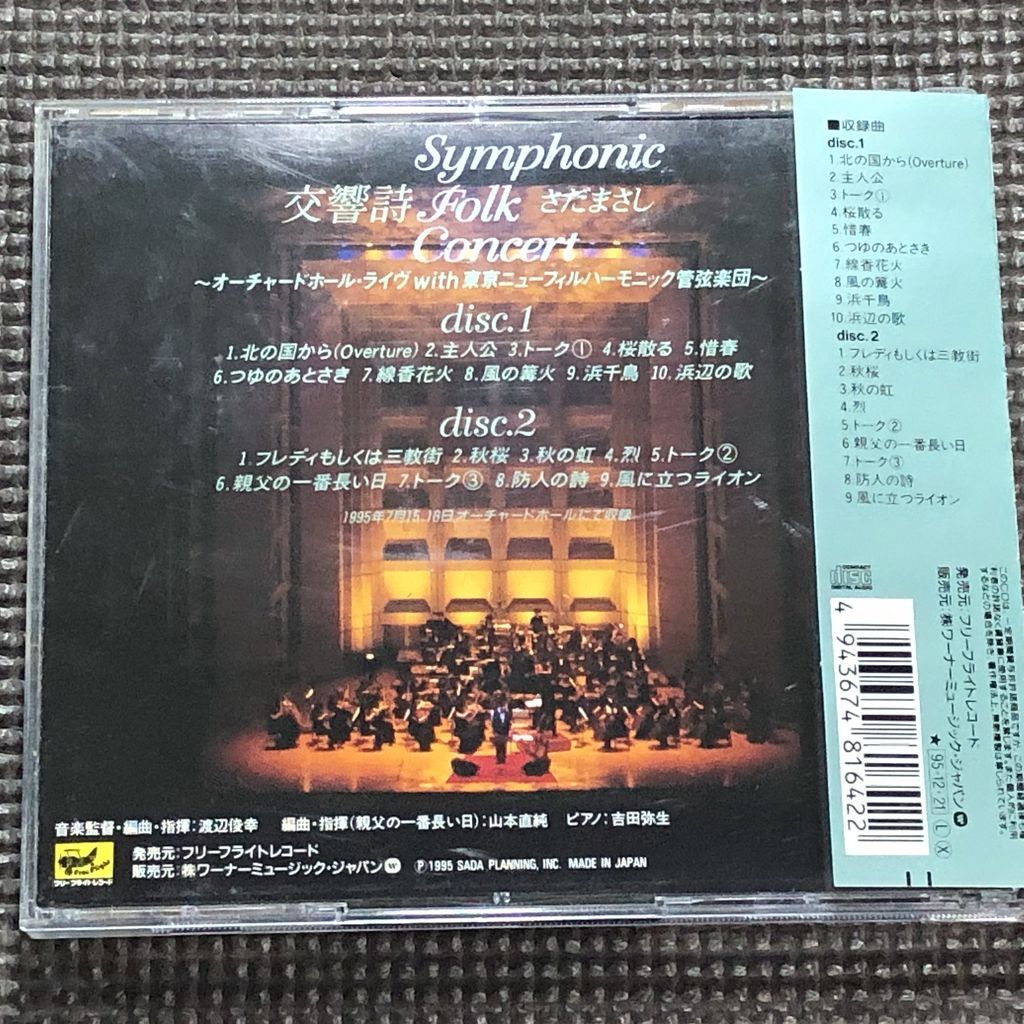 Symphonic
交響詩 Folk さだまさし
Concert
～オーチャードホール・ライヴ with 東京ニューフィルハーモニック管弦楽団～
disc.1
1.北の国から(Overture) 2.主人公 3.トーク① 4.桜散る 5.惜春
6.つゆのあとさき 7.線香花火 8.風の篝火 9.浜千鳥 10.浜辺の歌
disc.2
1.フレディもしくは三教街 2.秋桜 3.秋の虹 4.烈 5.トーク②
6.親父の一番長い日 7.トーク③ 8.防人の詩 9.風に立つライオン
1995年7月15.16日オーチャードホールにて収録
音楽監督・編曲・指揮:渡辺俊幸 編曲・指揮(親父の一番長い日):山本直純 ピアノ:吉田弥生
発売元:フリーフライトレコード
販売元:㈱ワーナーミュージック・ジャパン Ⓟ1995 SADA PLANNING, INC. MADE IN JAPAN
Free Flight
フリーフライトレコード
■収録曲
disc.1
1.北の国から(Overture)
2.主人公
3トーク①
4.桜散る
5.惜春
6.つゆのあとさき
7.線香花火
8.風の篝火
9.浜千鳥
10.浜辺の歌
disc.2
1.フレディもしくは三教街
2.秋桜
3.秋の虹
4.烈
5.トーク②
6.親父の一番長い日
7.トーク③
8.防人の詩
9.風に立つライオン
COMPACT
disc
DIGITAL AUDIO
4 943674 816422
発売元:フリーフライトレコード
販売元:㈱ワーナーミュージック・ジャパン
★'95・12・21 Ⓛ Ⓧ